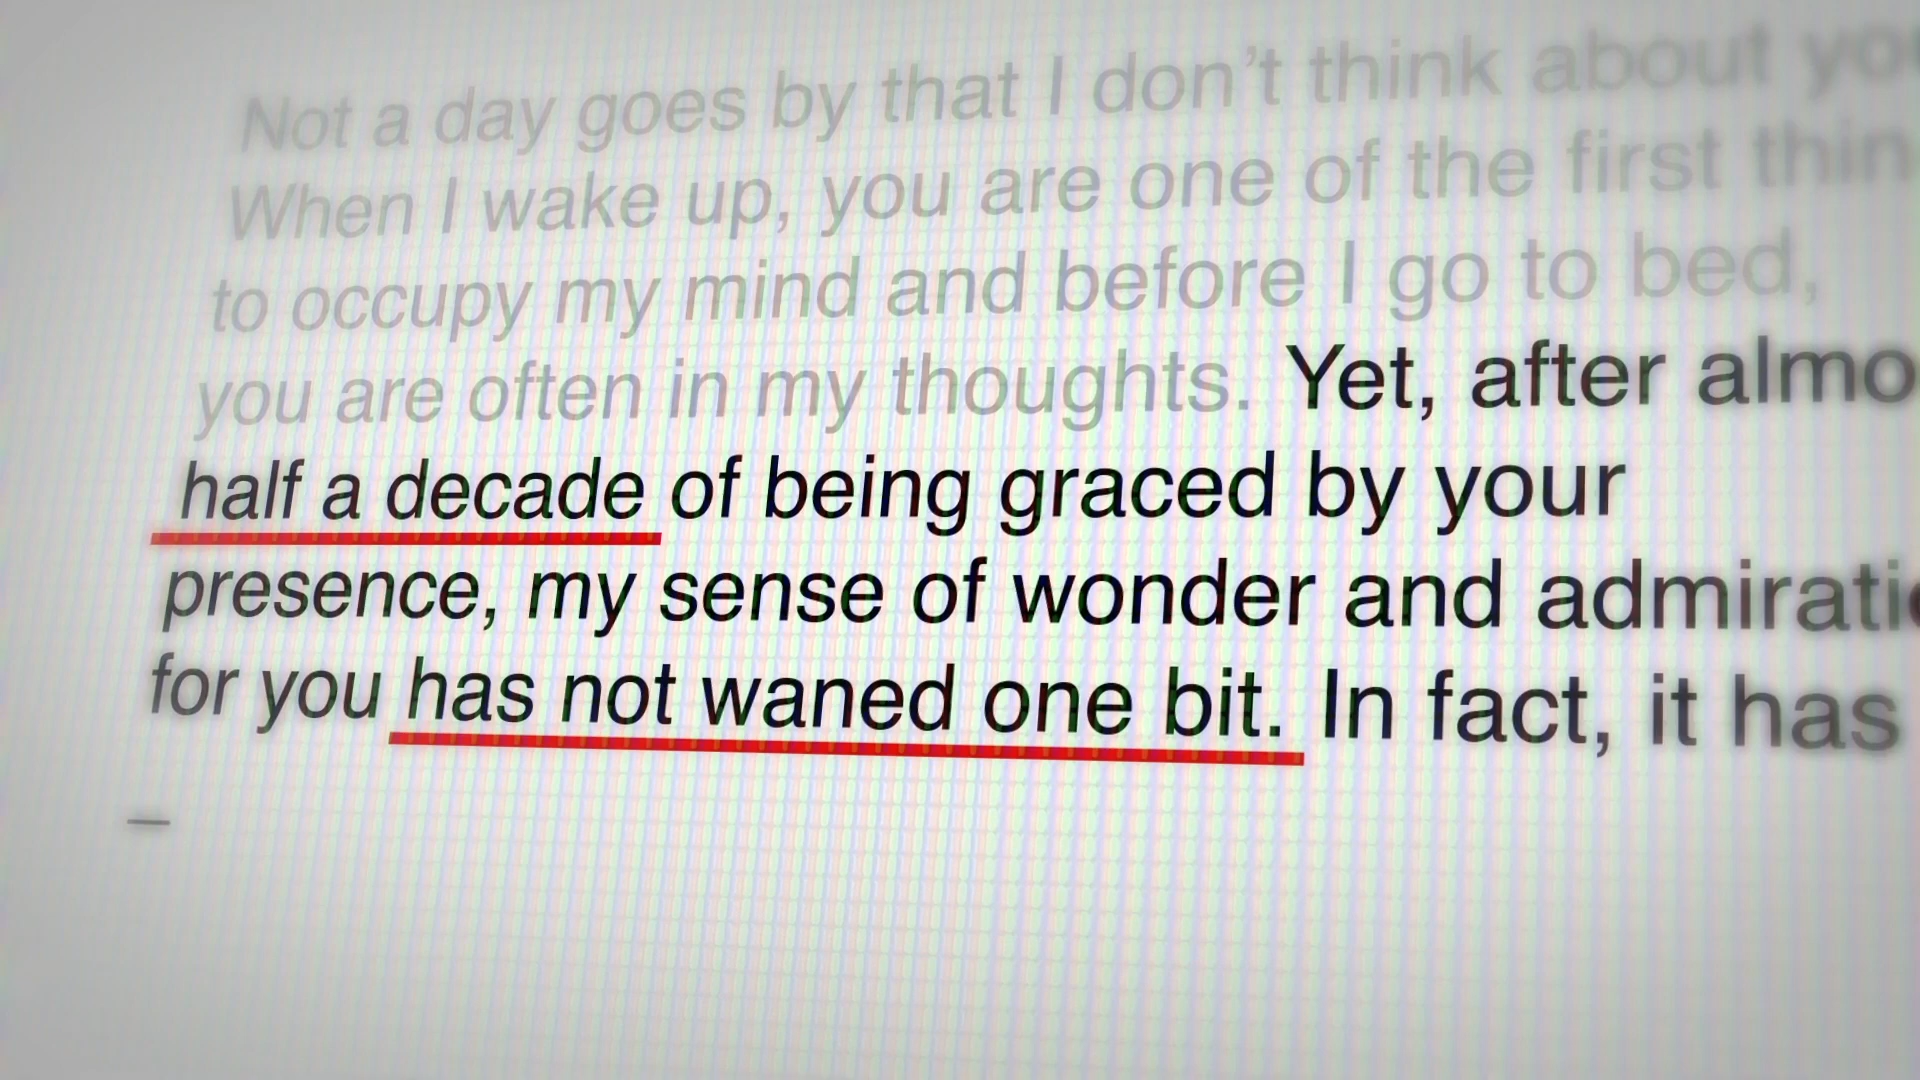 Not a day goes by that I don't think about
When I wake up, you are one of the first
to occupy my mind and before I go to bed,
you are often in my thoughts. Yet, after
half a decade of being graced by your
presence, my sense of wonder and
for you has not waned one bit. In fact, it has